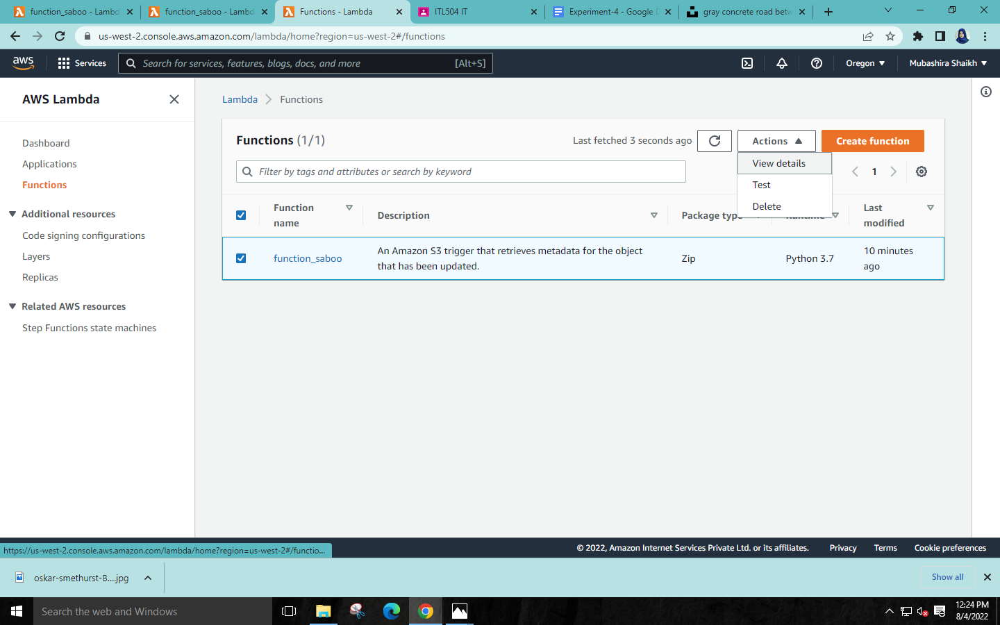 function_saboo - Lambd
function_saboo - Lambd
Functions - Lambda
ITL504 IT
Experiment-4 - Google D
gray concrete road betw
us-west-2.console.aws.amazon.com/lambda/home?region=us-west-2#/functions
aws
Services
Search for services, features, blogs, docs, and more
[Alt+S]
Oregon
Mubashira Shaikh
AWS Lambda
Dashboard
Applications
Functions
Additional resources
Code signing configurations
Layers
Replicas
Related AWS resources
Step Functions state machines
Lambda
Functions
Functions (1/1)
Last fetched 3 seconds ago
Actions
Create function
View details
Test
Delete
Filter by tags and attributes or search by keyword
1
Function
name
Description
Package type
Runtime
Last
modified
function_saboo
An Amazon S3 trigger that retrieves metadata for the object
that has been updated.
Zip
Python 3.7
10 minutes
ago
https://us-west-2.console.aws.amazon.com/lambda/home?region=us-west-2#/functio...
© 2022, Amazon Internet Services Private Ltd. or its affiliates.
Privacy
Terms
Cookie preferences
oskar-smethurst-B....jpg
Show all
Search the web and Windows
12:24 PM
8/4/2022